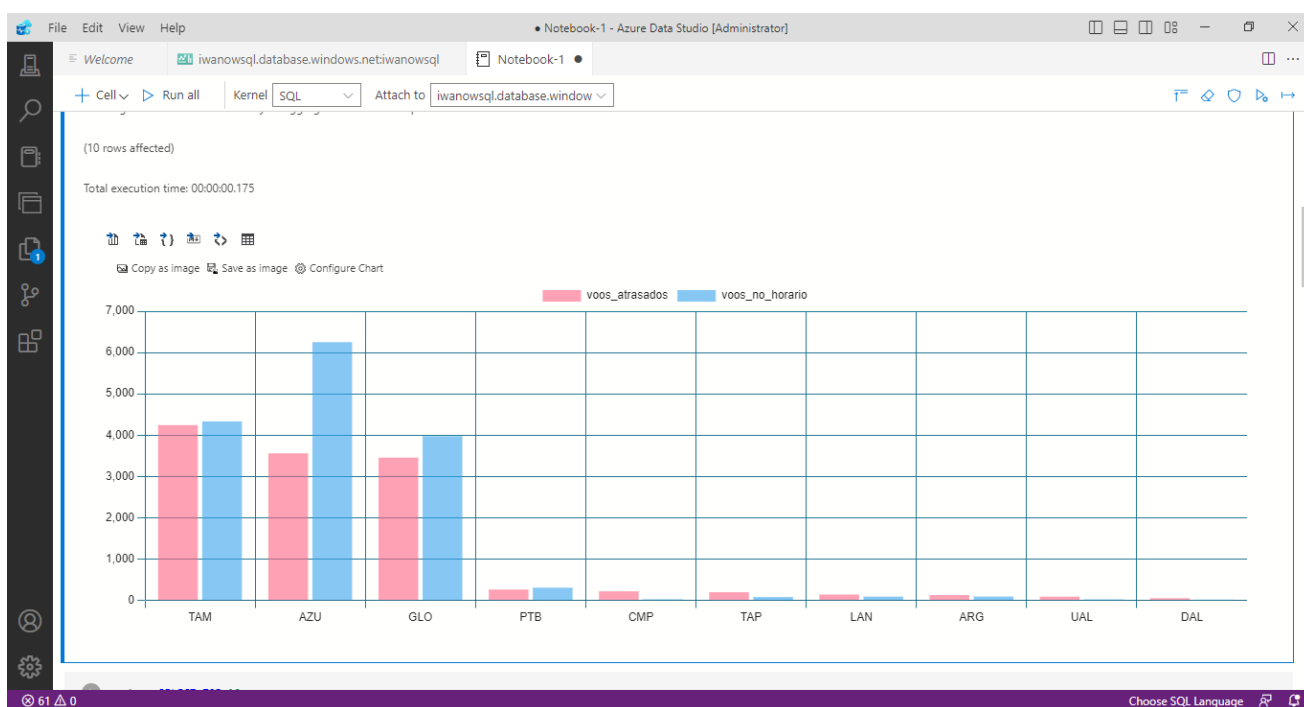 File Edit View Help
● Notebook-1 - Azure Data Studio [Administrator]
Welcome
iwanowsql.database.windows.net:iwanowsql
Notebook-1 ●
+ Cell
Run all
Kernel SQL
Attach to iwanowsql.database.window
(10 rows affected)
Total execution time: 00:00:00.175
Copy as image Save as image Configure Chart
voos_atrasados voos_no_horario
7,000
6,000
5,000
4,000
3,000
2,000
1,000
0
TAM AZU GLO PTB CMP TAP LAN ARG UAL DAL
1
61 0
Choose SQL Language